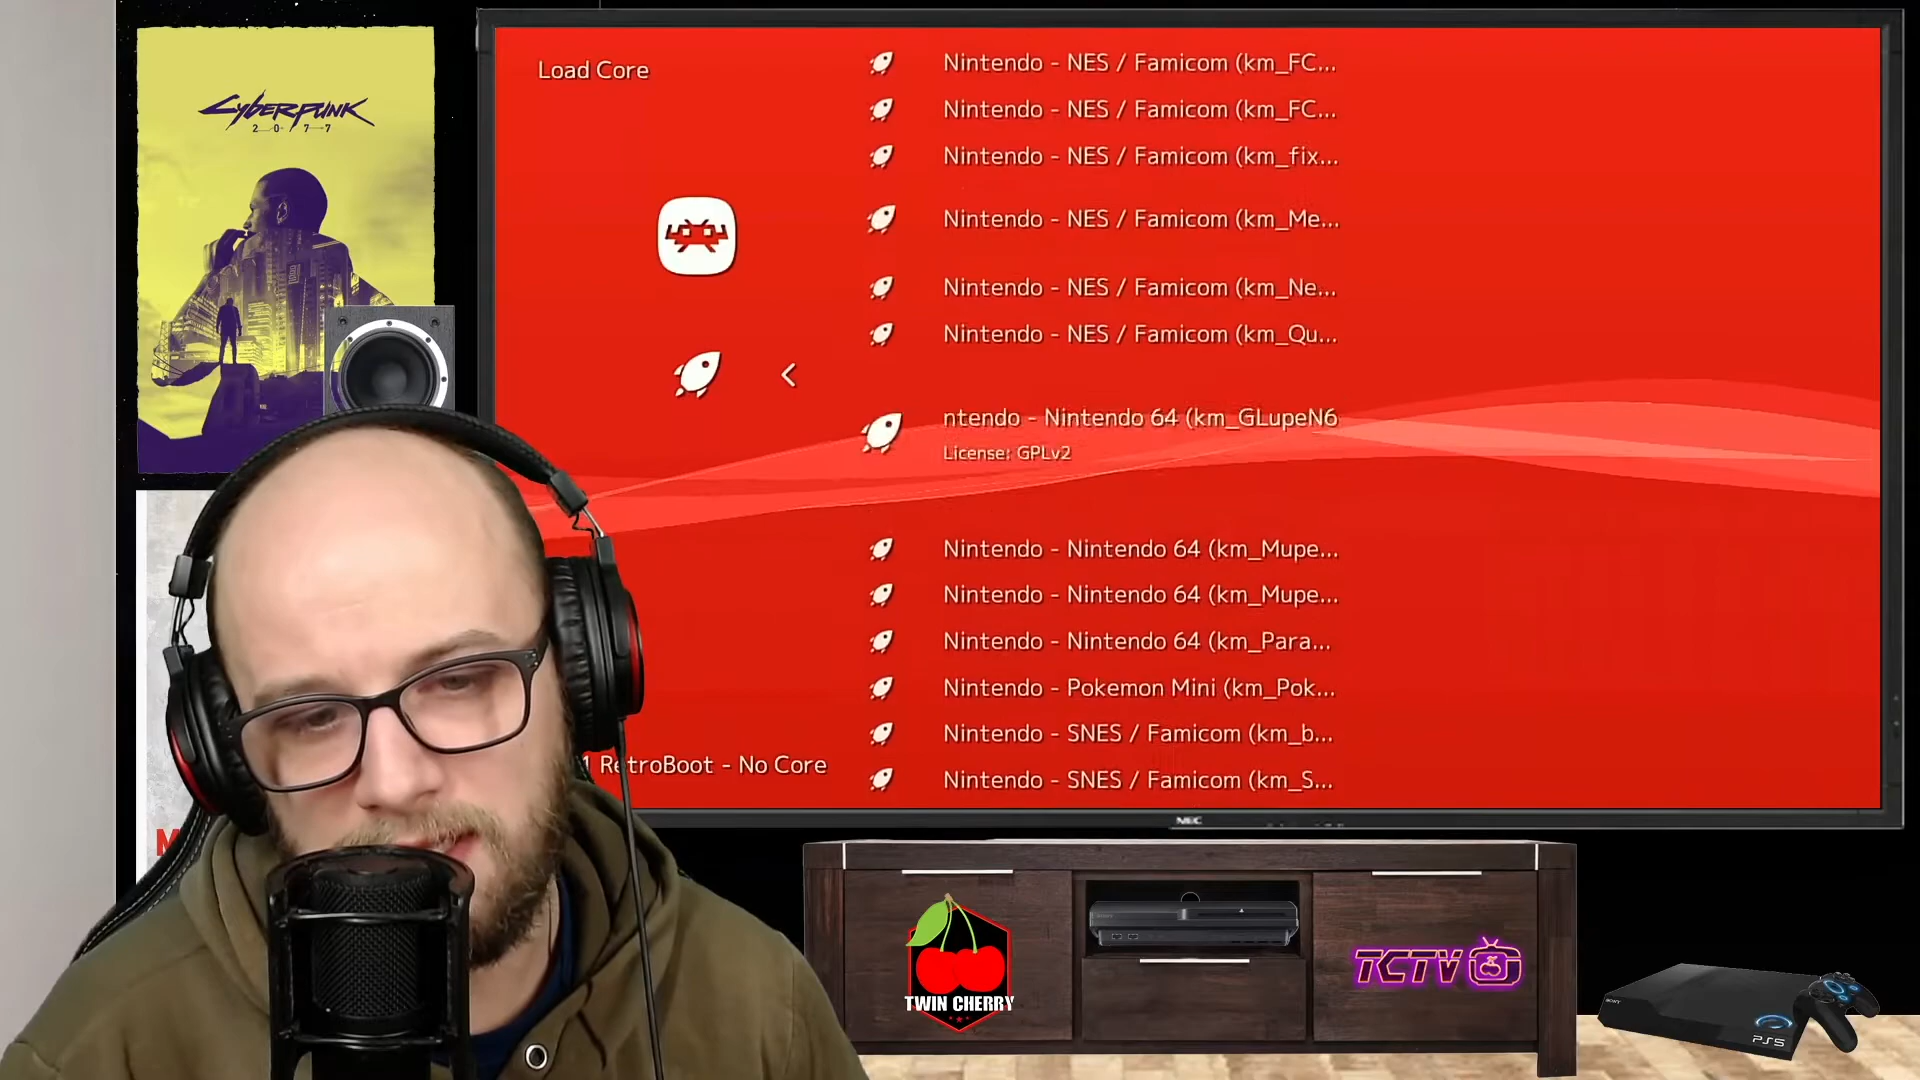 CYBERPUNK
2077
Load Core
Nintendo - NES / Famicom (km_FC...
Nintendo - NES / Famicom (km_FC...
Nintendo - NES / Famicom (km_fix...
Nintendo - NES / Famicom (km_Me...
Nintendo - NES / Famicom (km_Ne...
Nintendo - NES / Famicom (km_Qu...
ntendo - Nintendo 64 (km_GLupeN6
License: GPLv2
Nintendo - Nintendo 64 (km_Mupe...
Nintendo - Nintendo 64 (km_Mupe...
Nintendo - Nintendo 64 (km_Para...
Nintendo - Pokemon Mini (km_Pok...
Nintendo - SNES / Famicom (km_b...
Nintendo - SNES / Famicom (km_S...
1 RetroBoot - No Core
M
NEC
TWIN CHERRY
TCTV
SONY
PS5